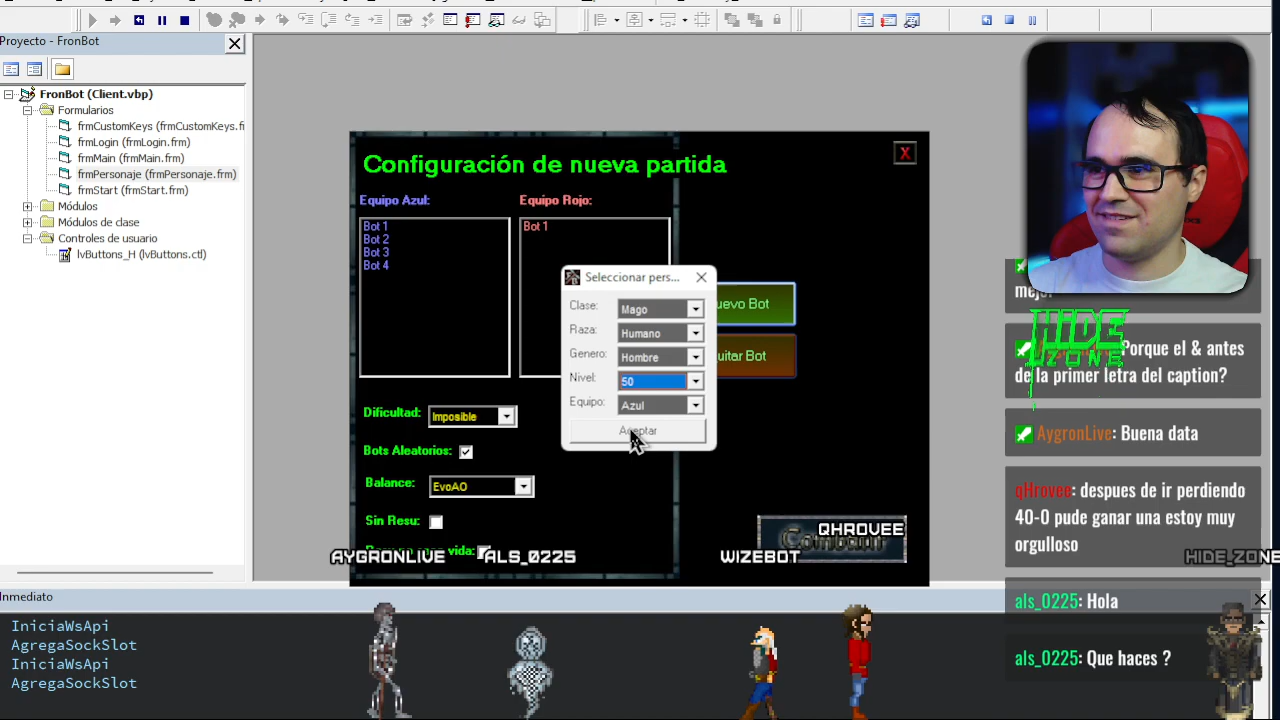 Proyecto - FronBot
FronBot (Client.vbp)
Formularios
frmCustomKeys (frmCustomKeys.f
frmLogin (frmLogin.frm)
frmMain (frmMain.frm)
frmPersonaje (frmPersonaje.frm)
frmStart (frmStart.frm)
Módulos
Módulos de clase
Controles de usuario
lvButtons_H (lvButtons.ctl)
Configuración de nueva partida
X
Equipo Azul:
Equipo Rojo:
Bot 1
Bot 2
Bot 3
Bot 4
Bot 1
Seleccionar pers...
Clase:
Mago
Raza:
Humano
Genero:
Hombre
Nivel:
50
Equipo:
Azul
Aceptar
uevo Bot
uitar Bot
Dificultad:
Imposible
Bots Aleatorios:
Balance:
EvoAO
Sin Resu:
vida:
QHROVEE
AYGRONLIVE
ALS_0225
WIZEBOT
HIDE_ZONE
HIDE
ZONE
Porque el & antes
de la primer letra del caption?
AygronLive: Buena data
qHrovee: despues de ir perdiendo
40-0 pude ganar una estoy muy
orgulloso
als_0225: Hola
als_0225: Que haces ?
Inmediato
IniciaWsApi
AgregaSockSlot
IniciaWsApi
AgregaSockSlot